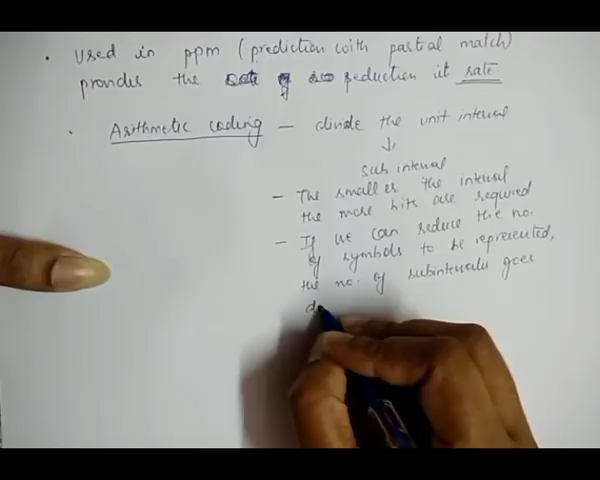 • Used in ppm (prediction with partial match)
provides the reduction it rate
• Arithmetic coding — divide the unit interval
↓
sub interval
– The smaller the interval
the more bits are required
– If we can reduce the no.
of symbols to be represented,
the no. of subintervals goes
d